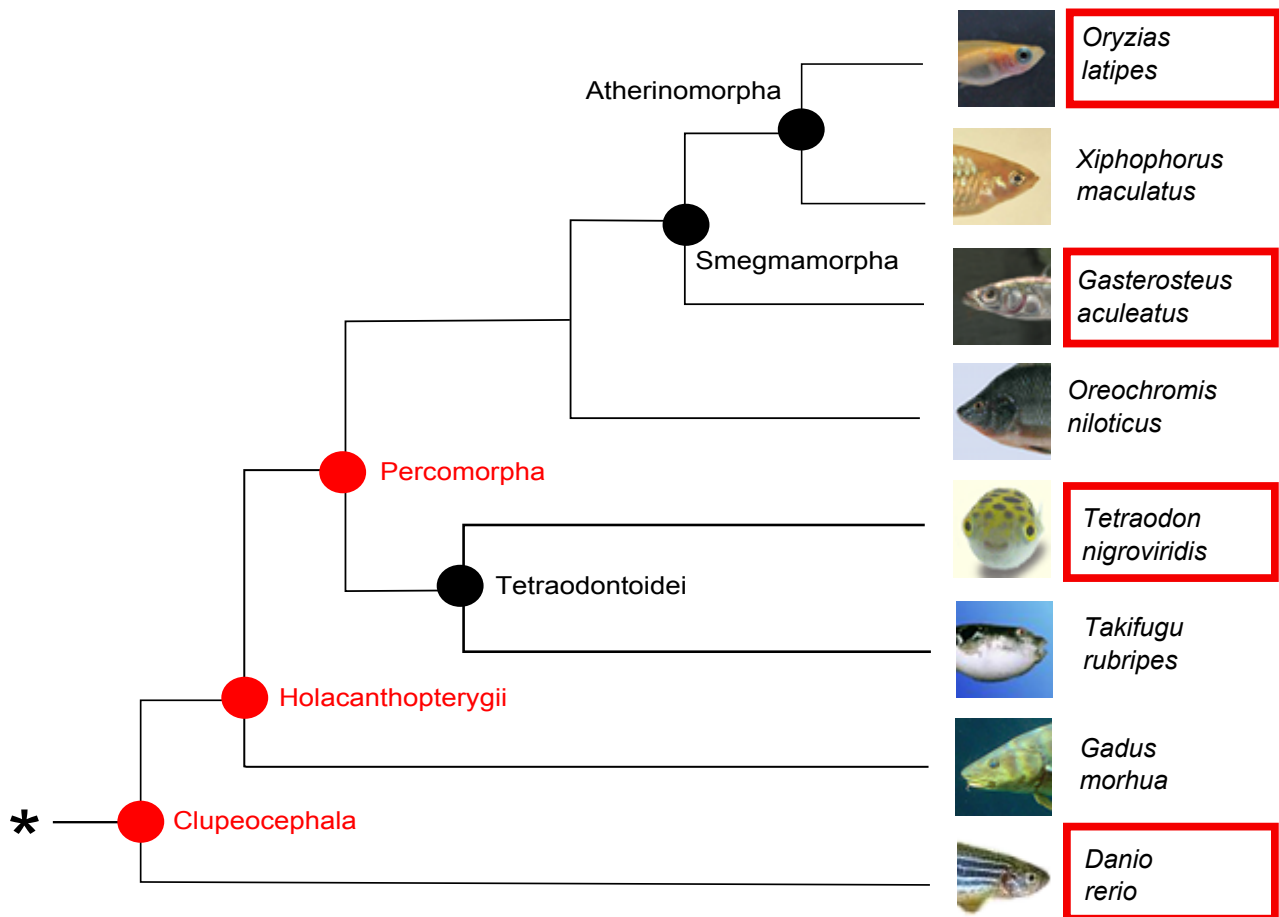 Oryzias
latipes
Atherinomorpha
Xiphophorus
maculatus
Smegmamorpha
Gasterosteus
aculeatus
Oreochromis
niloticus
Percomorpha
Tetraodon
nigroviridis
Tetraodontoidei
Takifugu
rubripes
Holacanthopterygii
Gadus
morhua
*
Clupeocephala
Danio
rerio